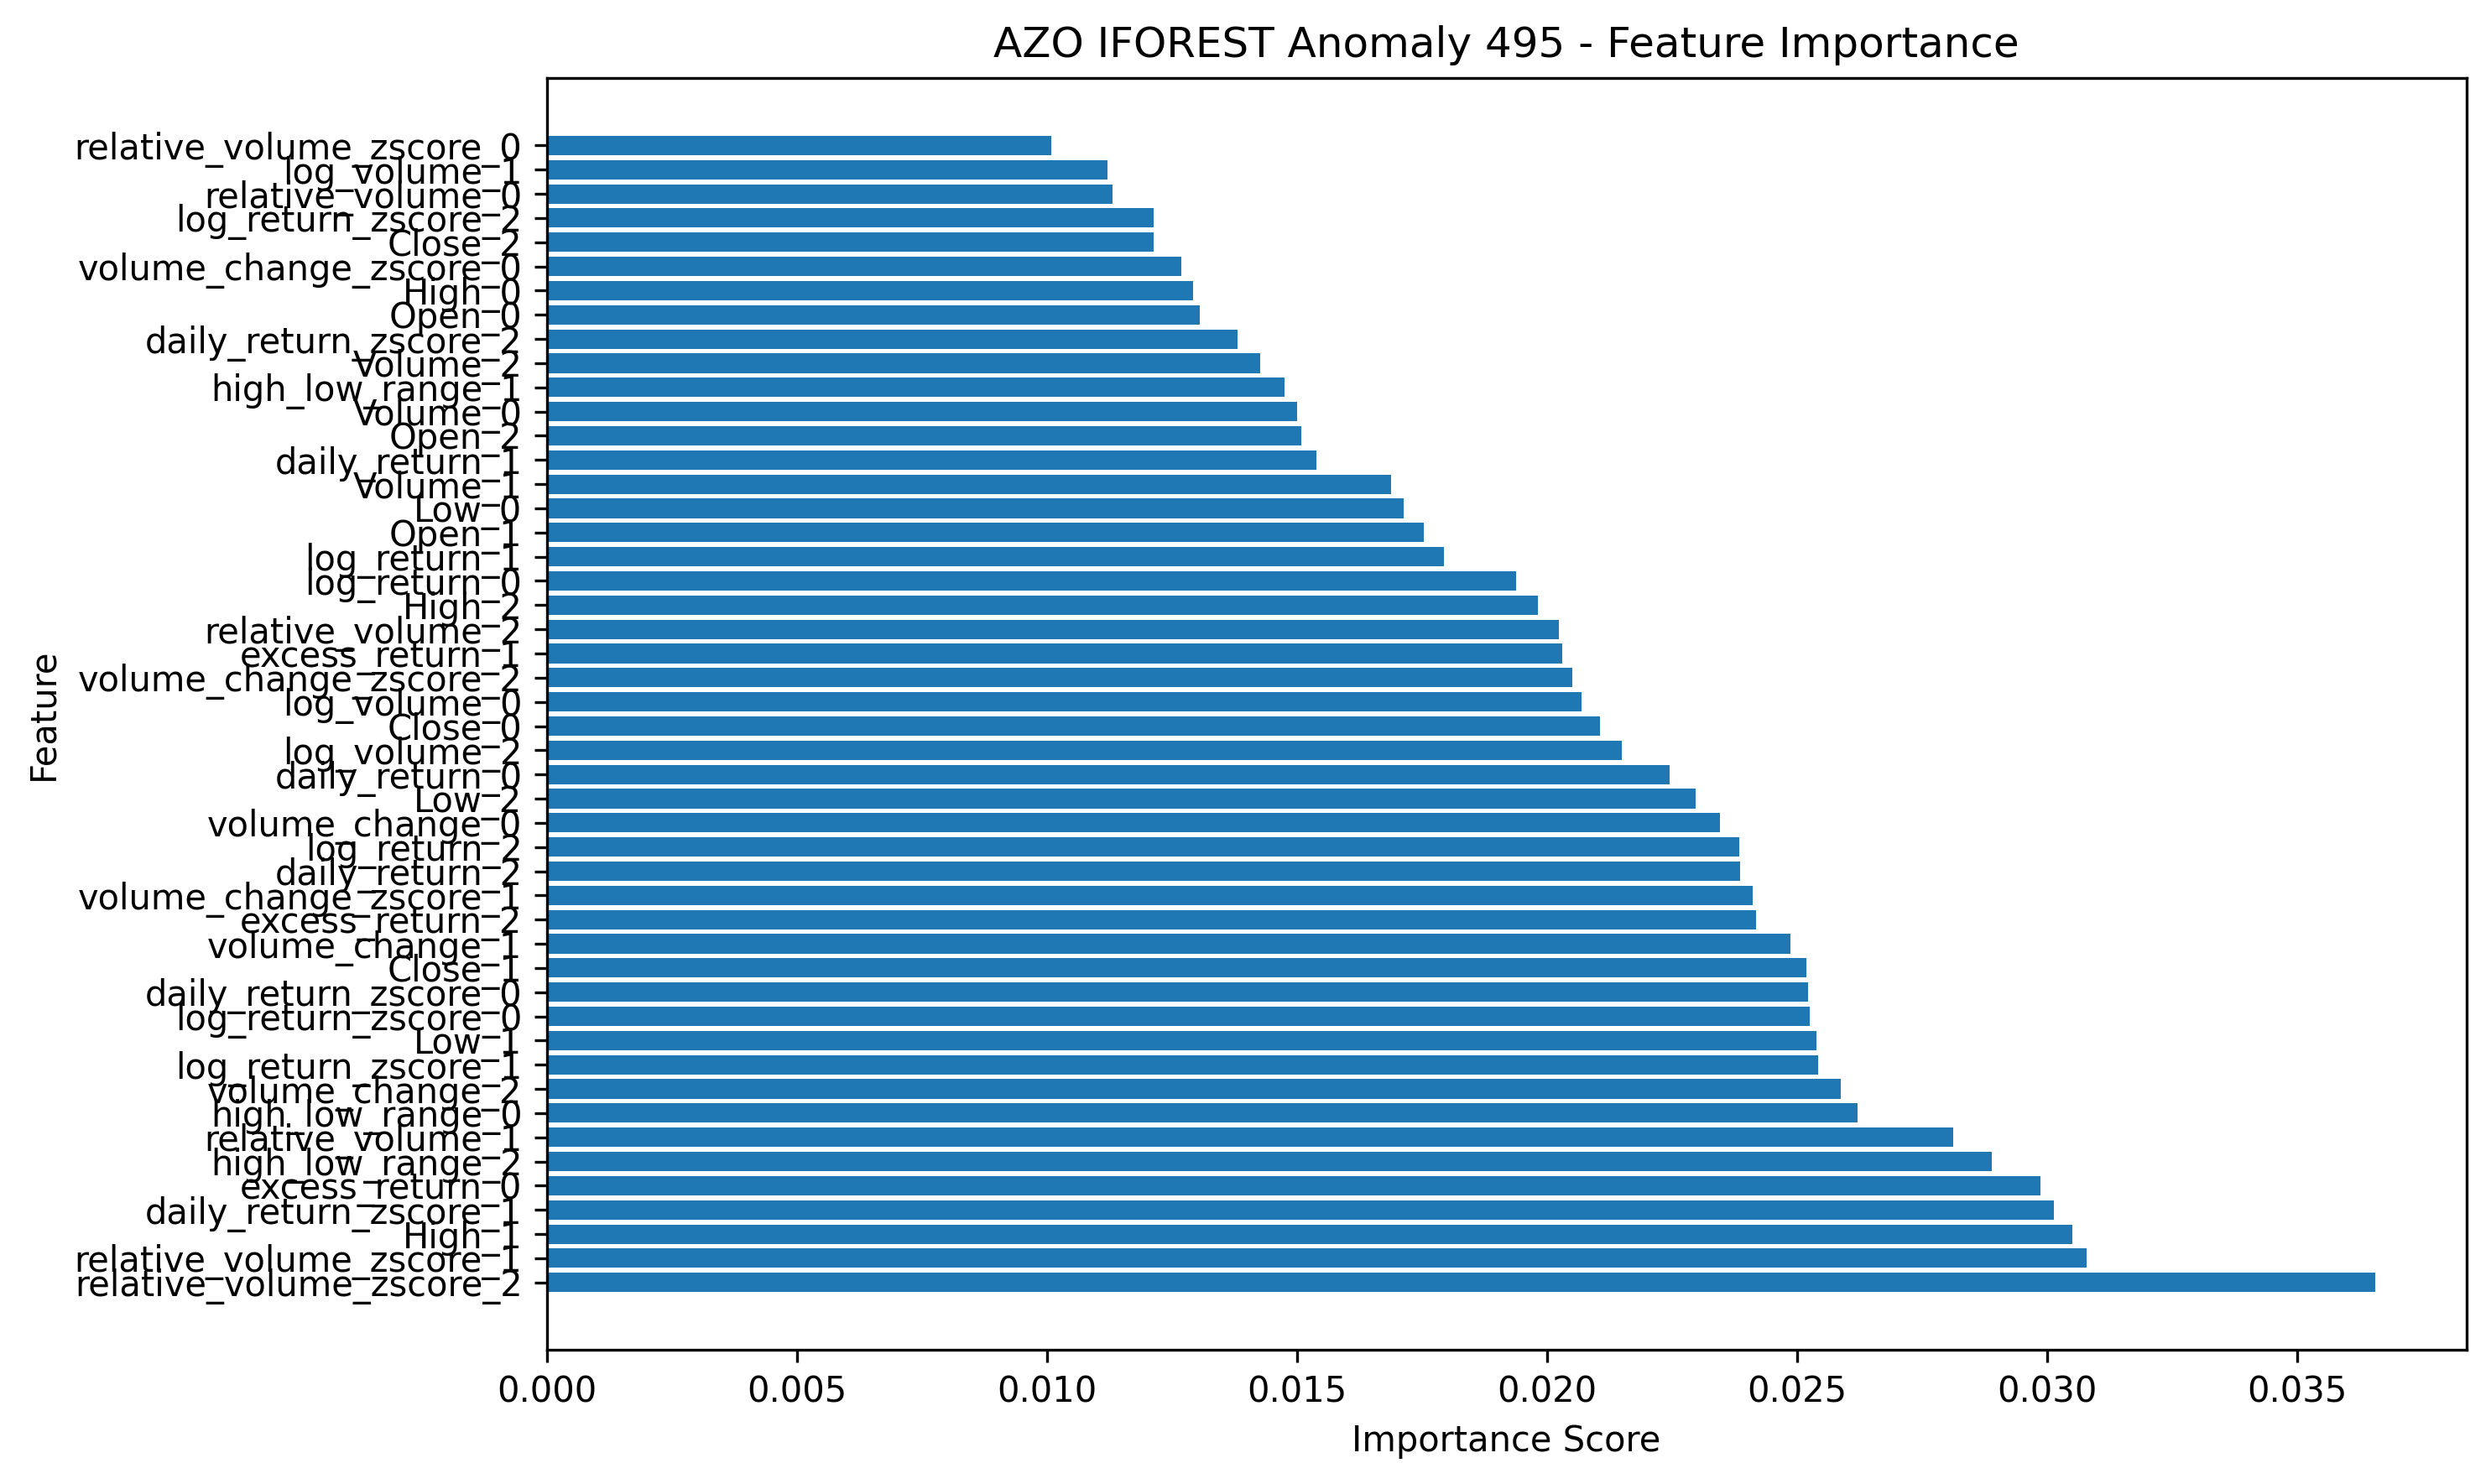 AZO IFOREST Anomaly 495 - Feature Importance
relative_volume_zscore_0
log_volume_1
relative_volume_0
log_return_zscore_2
Close_2
volume_change_zscore_0
High_0
Open_0
daily_return_zscore_2
Volume_2
high_low_range_1
Volume_0
Open_2
daily_return_1
Volume_1
Low_0
Open_1
log_return_1
log_return_0
High_2
relative_volume_2
excess_return_1
volume_change_zscore_2
log_volume_0
Close_0
log_volume_2
daily_return_0
Low_2
volume_change_0
log_return_2
daily_return_2
volume_change_zscore_1
excess_return_2
volume_change_1
Close_1
daily_return_zscore_0
log_return_zscore_0
Low_1
log_return_zscore_1
volume_change_2
high_low_range_0
relative_volume_1
high_low_range_2
excess_return_0
daily_return_zscore_1
High_1
relative_volume_zscore_1
relative_volume_zscore_2
Feature
0.000 0.005 0.010 0.015 0.020 0.025 0.030 0.035
Importance Score